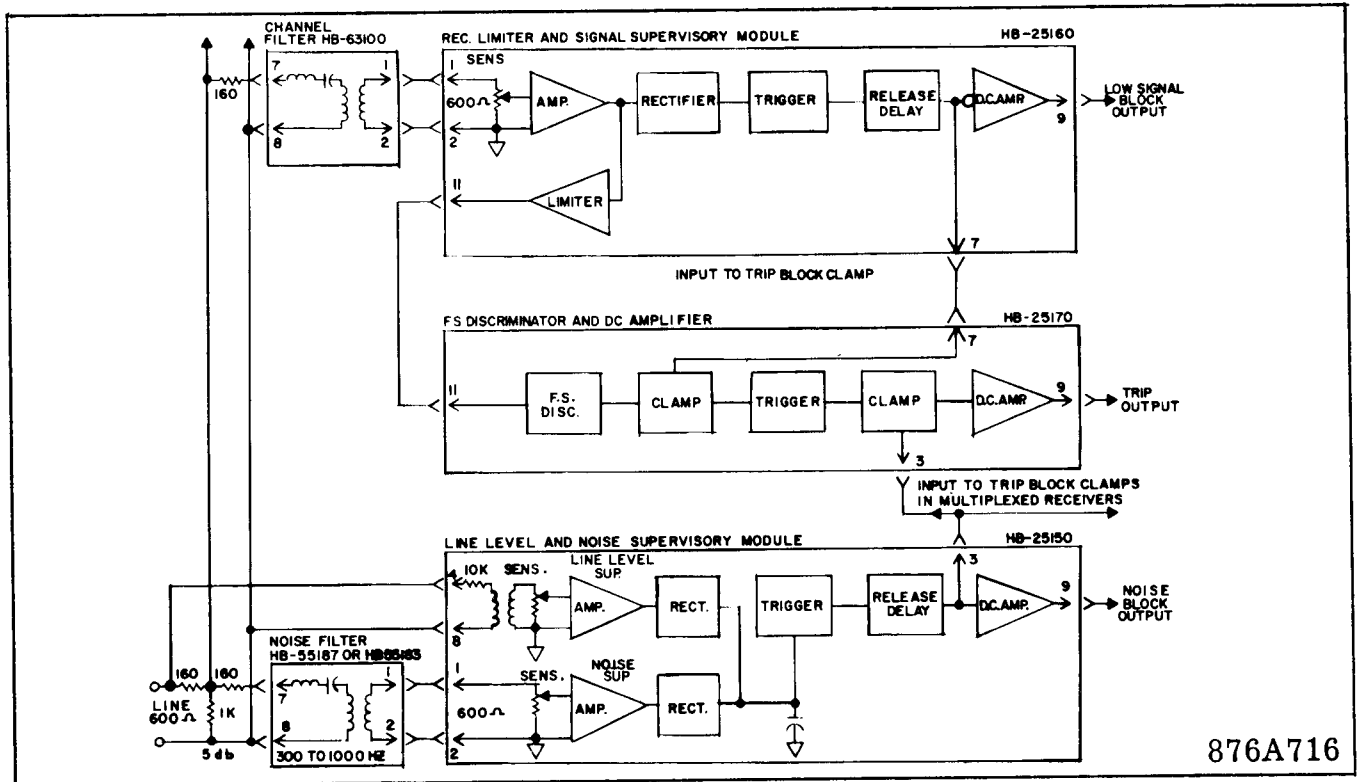 CHANNEL
FILTER HB-63100
7
1
160
8
2
REC. LIMITER AND SIGNAL SUPERVISORY MODULE
HB-25160
1
SENS
600Ω
2
AMP.
RECTIFIER
TRIGGER
RELEASE
DELAY
D.C.AMP.
9
LOW SIGNAL
BLOCK
OUTPUT
11
LIMITER
7
INPUT TO TRIP BLOCK CLAMP
FS DISCRIMINATOR AND DC AMPLIFIER
HB-25170
7
11
F.S.
DISC.
CLAMP
TRIGGER
CLAMP
D.C.AMP.
9
TRIP
OUTPUT
3
INPUT TO TRIP BLOCK CLAMPS
IN MULTIPLEXED RECEIVERS
LINE LEVEL AND NOISE SUPERVISORY MODULE
HB-25150
10K
SENS.
LINE LEVEL
SUP.
AMP.
RECT.
TRIGGER
RELEASE
DELAY
3
D.C.AMP.
9
NOISE
BLOCK
OUTPUT
8
NOISE FILTER
HB-55187 OR
160
160
7
1
LINE
600Ω
1K
8
2
5 db
300 TO 1000 HZ
1
SENS.
NOISE
SUP
600Ω
AMP.
RECT.
2
876A716